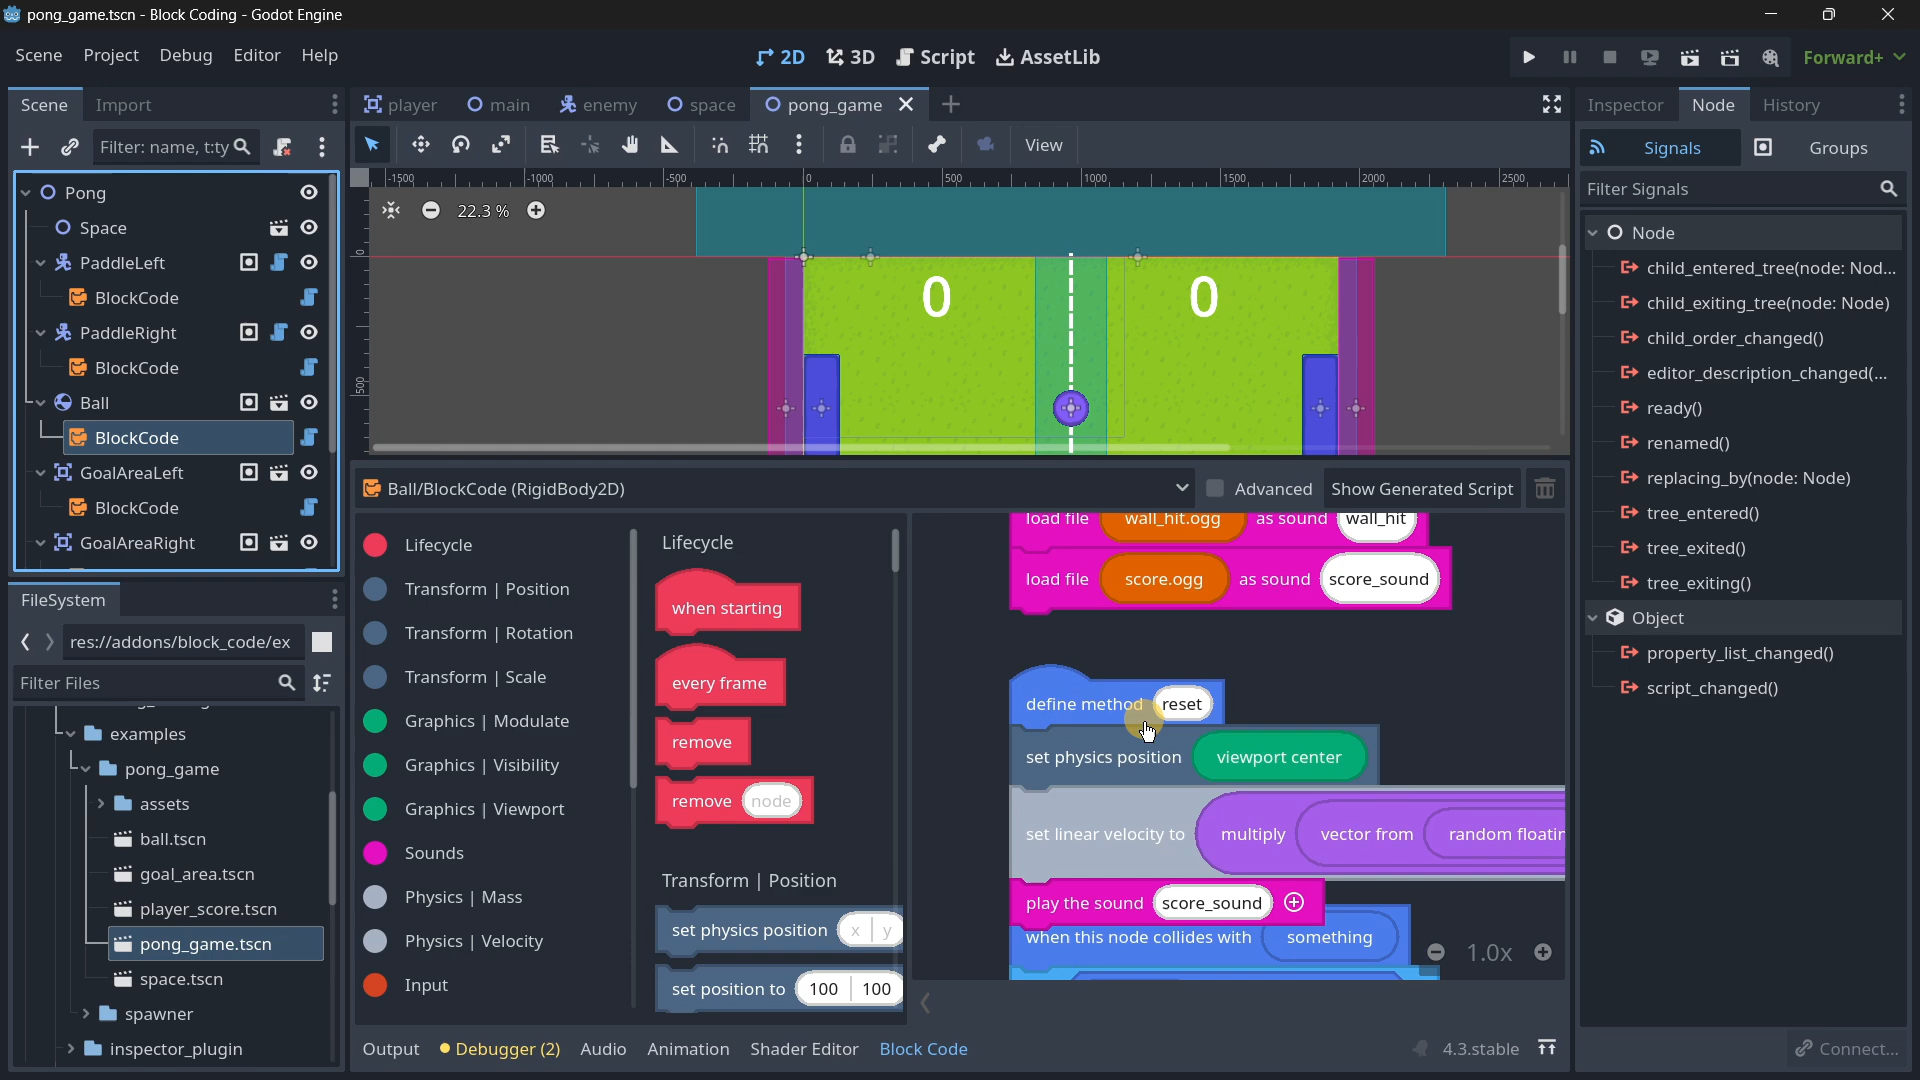 pong_game.tscn - Block Coding - Godot Engine
Scene Project Debug Editor Help
2D 3D Script AssetLib
Forward+
Scene Import
player main enemy space pong_game
Inspector Node History
Filter: name, t:ty
View
Signals Groups
Filter Signals
-1500 -1000 -500 0 500 1000 1500 2000 2500
22.3 %
0
500
0 0
Pong
Space
PaddleLeft
BlockCode
PaddleRight
BlockCode
Ball
BlockCode
GoalAreaLeft
BlockCode
GoalAreaRight
Node
child_entered_tree(node: Nod...
child_exiting_tree(node: Node)
child_order_changed()
editor_description_changed(...
ready()
renamed()
replacing_by(node: Node)
tree_entered()
tree_exited()
tree_exiting()
Object
property_list_changed()
script_changed()
Connect...
Ball/BlockCode (RigidBody2D) Advanced Show Generated Script
Lifecycle
Transform | Position
Transform | Rotation
Transform | Scale
Graphics | Modulate
Graphics | Visibility
Graphics | Viewport
Sounds
Physics | Mass
Physics | Velocity
Input
Lifecycle
when starting
every frame
remove
remove node
Transform | Position
set physics position x | y
set position to 100 | 100
load file wall_hit.ogg as sound wall_hit
load file score.ogg as sound score_sound
define method reset
set physics position viewport center
set linear velocity to multiply vector from random floatin
play the sound score_sound
when this node collides with something
1.0x
FileSystem
res://addons/block_code/ex
Filter Files
examples
pong_game
assets
ball.tscn
goal_area.tscn
player_score.tscn
pong_game.tscn
space.tscn
spawner
inspector_plugin
Output Debugger (2) Audio Animation Shader Editor Block Code
4.3.stable